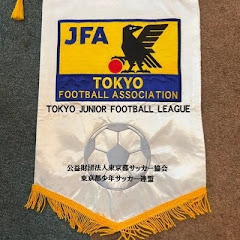 JFA
TOKYO
FOOTBALL ASSOCIATION
TOKYO JUNIOR FOOTBALL LEAGUE
公益財団法人東京都サッカー協会
東京都少年サッカー連盟